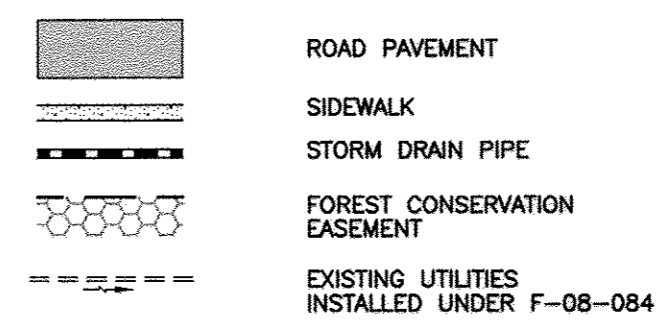 ROAD PAVEMENT
SIDEWALK
STORM DRAIN PIPE
FOREST CONSERVATION
EASEMENT
EXISTING UTILITIES
INSTALLED UNDER F-08-084